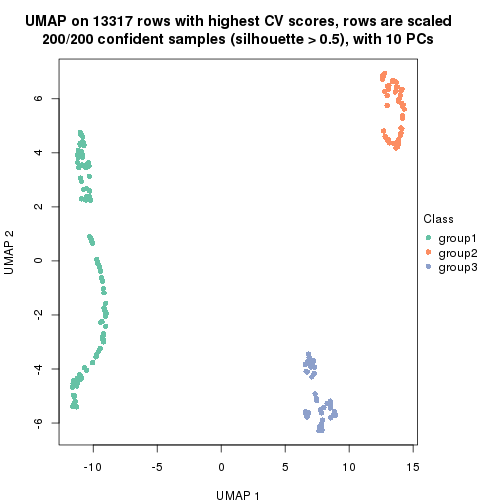 UMAP on 13317 rows with highest CV scores, rows are scaled
200/200 confident samples (silhouette > 0.5), with 10 PCs
6
4
2
0
-2
-4
-6
UMAP 2
-10
-5
0
5
10
15
UMAP 1
Class
group1
group2
group3